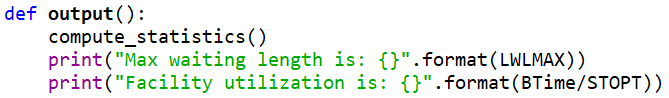 def output():
    compute_statistics()
    print("Max waiting length is: {}".format(LWLMAX))
    print("Facility utilization is: {}".format(BTime/STOPT))